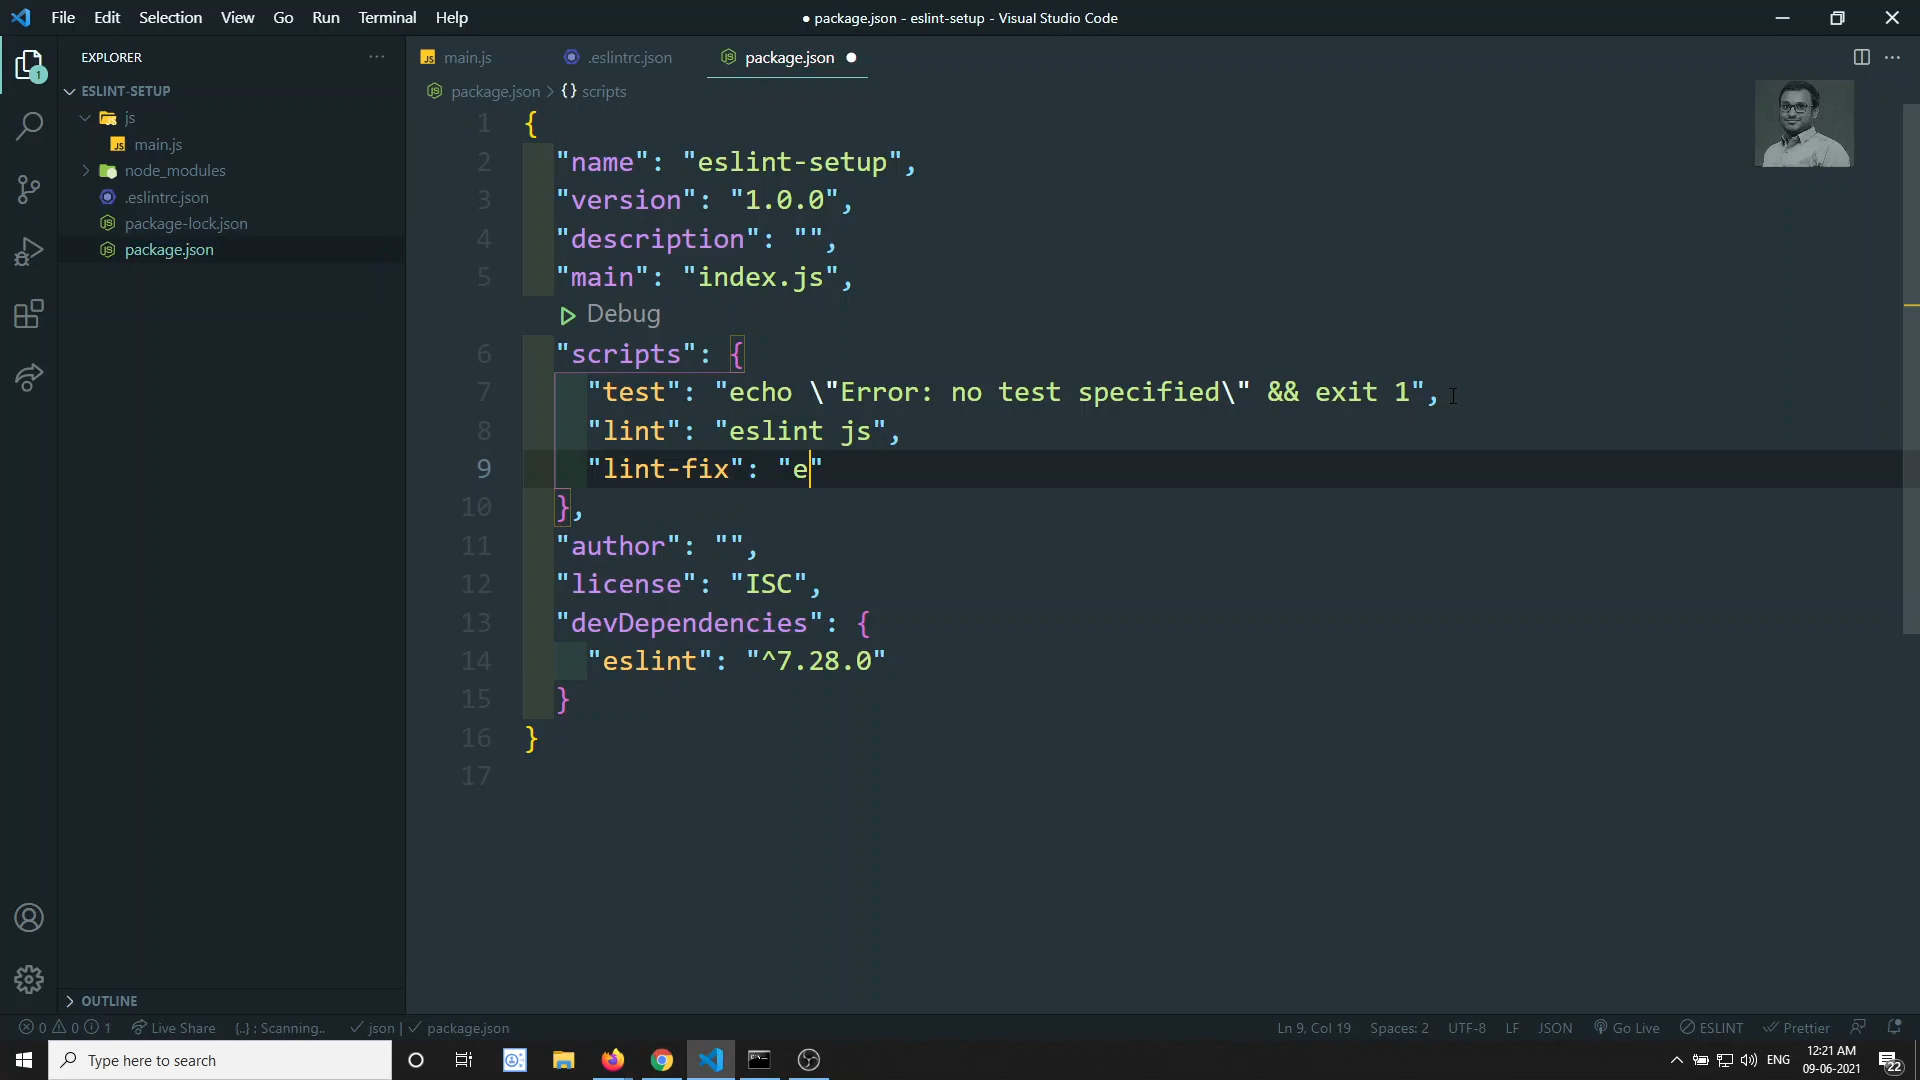 File Edit Selection View Go Run Terminal Help
● package.json - eslint-setup - Visual Studio Code
EXPLORER
ESLINT-SETUP
js
main.js
node_modules
.eslintrc.json
package-lock.json
package.json
OUTLINE
main.js .eslintrc.json package.json
package.json > {} scripts
1 {
2 "name": "eslint-setup",
3 "version": "1.0.0",
4 "description": "",
5 "main": "index.js",
Debug
6 "scripts": {
7 "test": "echo \"Error: no test specified\" && exit 1",
8 "lint": "eslint js",
9 "lint-fix": "e"
10 },
11 "author": "",
12 "license": "ISC",
13 "devDependencies": {
14 "eslint": "^7.28.0"
15 }
16 }
17
0 0 1 Live Share {..} : Scanning.. json | package.json Ln 9, Col 19 Spaces: 2 UTF-8 LF JSON Go Live ESLINT Prettier
Type here to search
ENG
12:21 AM
09-06-2021
22